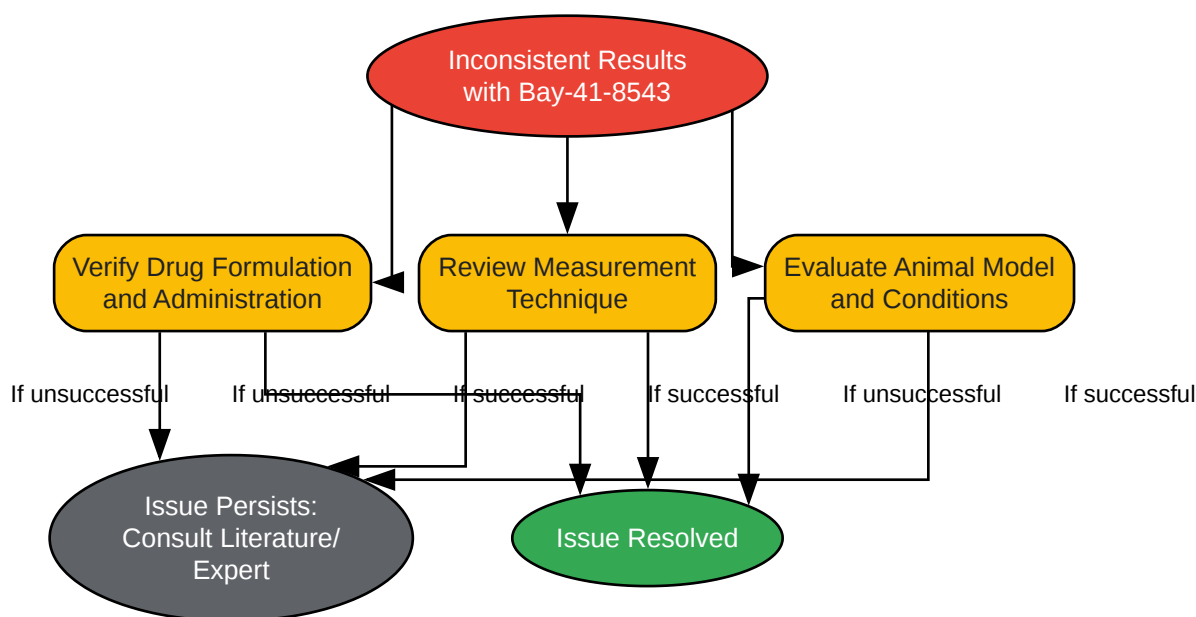 Inconsistent Results
with Bay-41-8543
Verify Drug Formulation
and Administration
Review Measurement
Technique
Evaluate Animal Model
and Conditions
If unsuccessful
If unsuccessful
If successful
If successful
If unsuccessful
If successful
Issue Persists:
Consult Literature/
Expert
Issue Resolved